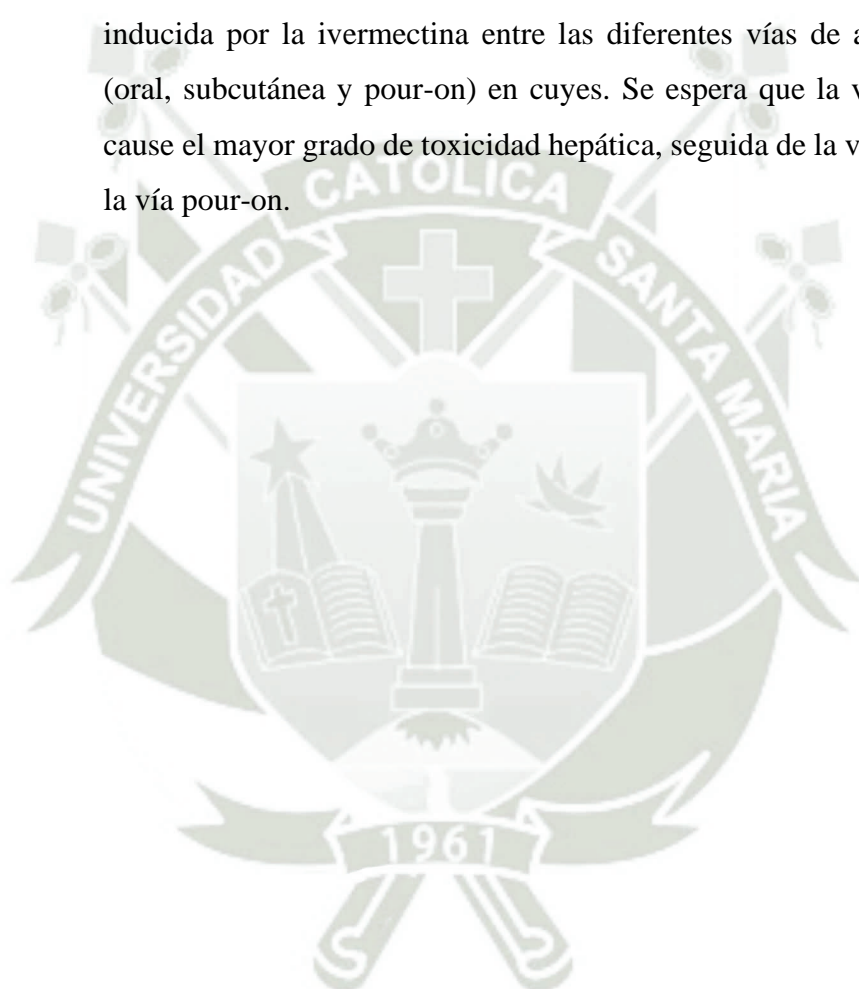 inducida por la ivermectina entre las diferentes vías de a
(oral, subcutánea y pour-on) en cuyes. Se espera que la v
cause el mayor grado de toxicidad hepática, seguida de la v
la vía pour-on.
UNIVERSIDAD CATOLICA SANTA MARIA
1961